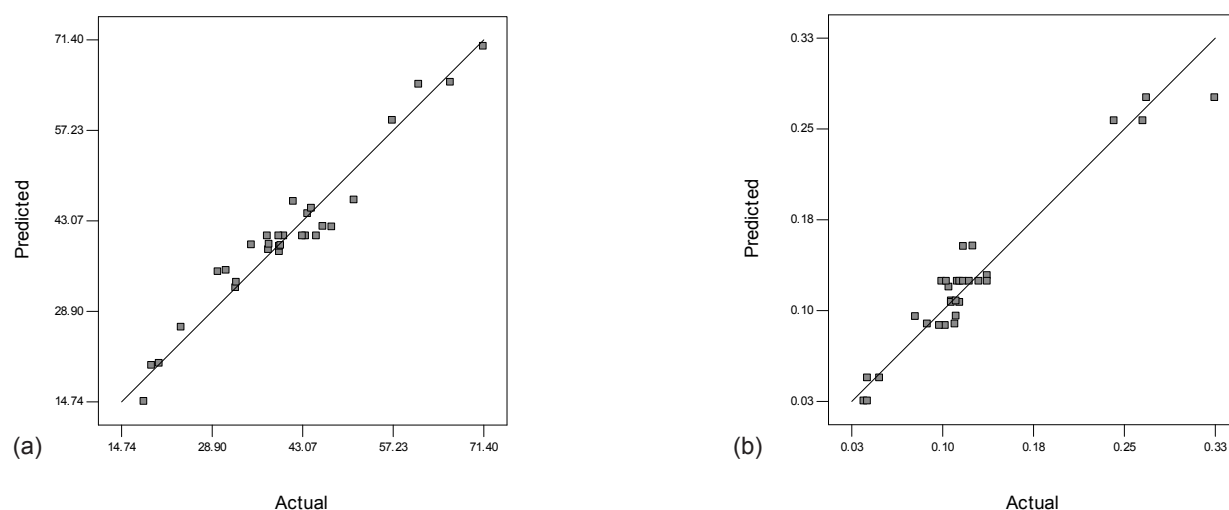 71.40
57.23
43.07
28.90
14.74
Predicted
14.74 28.90 43.07 57.23 71.40
Actual
(a)
0.33
0.25
0.18
0.10
0.03
Predicted
0.03 0.10 0.18 0.25 0.33
Actual
(b)